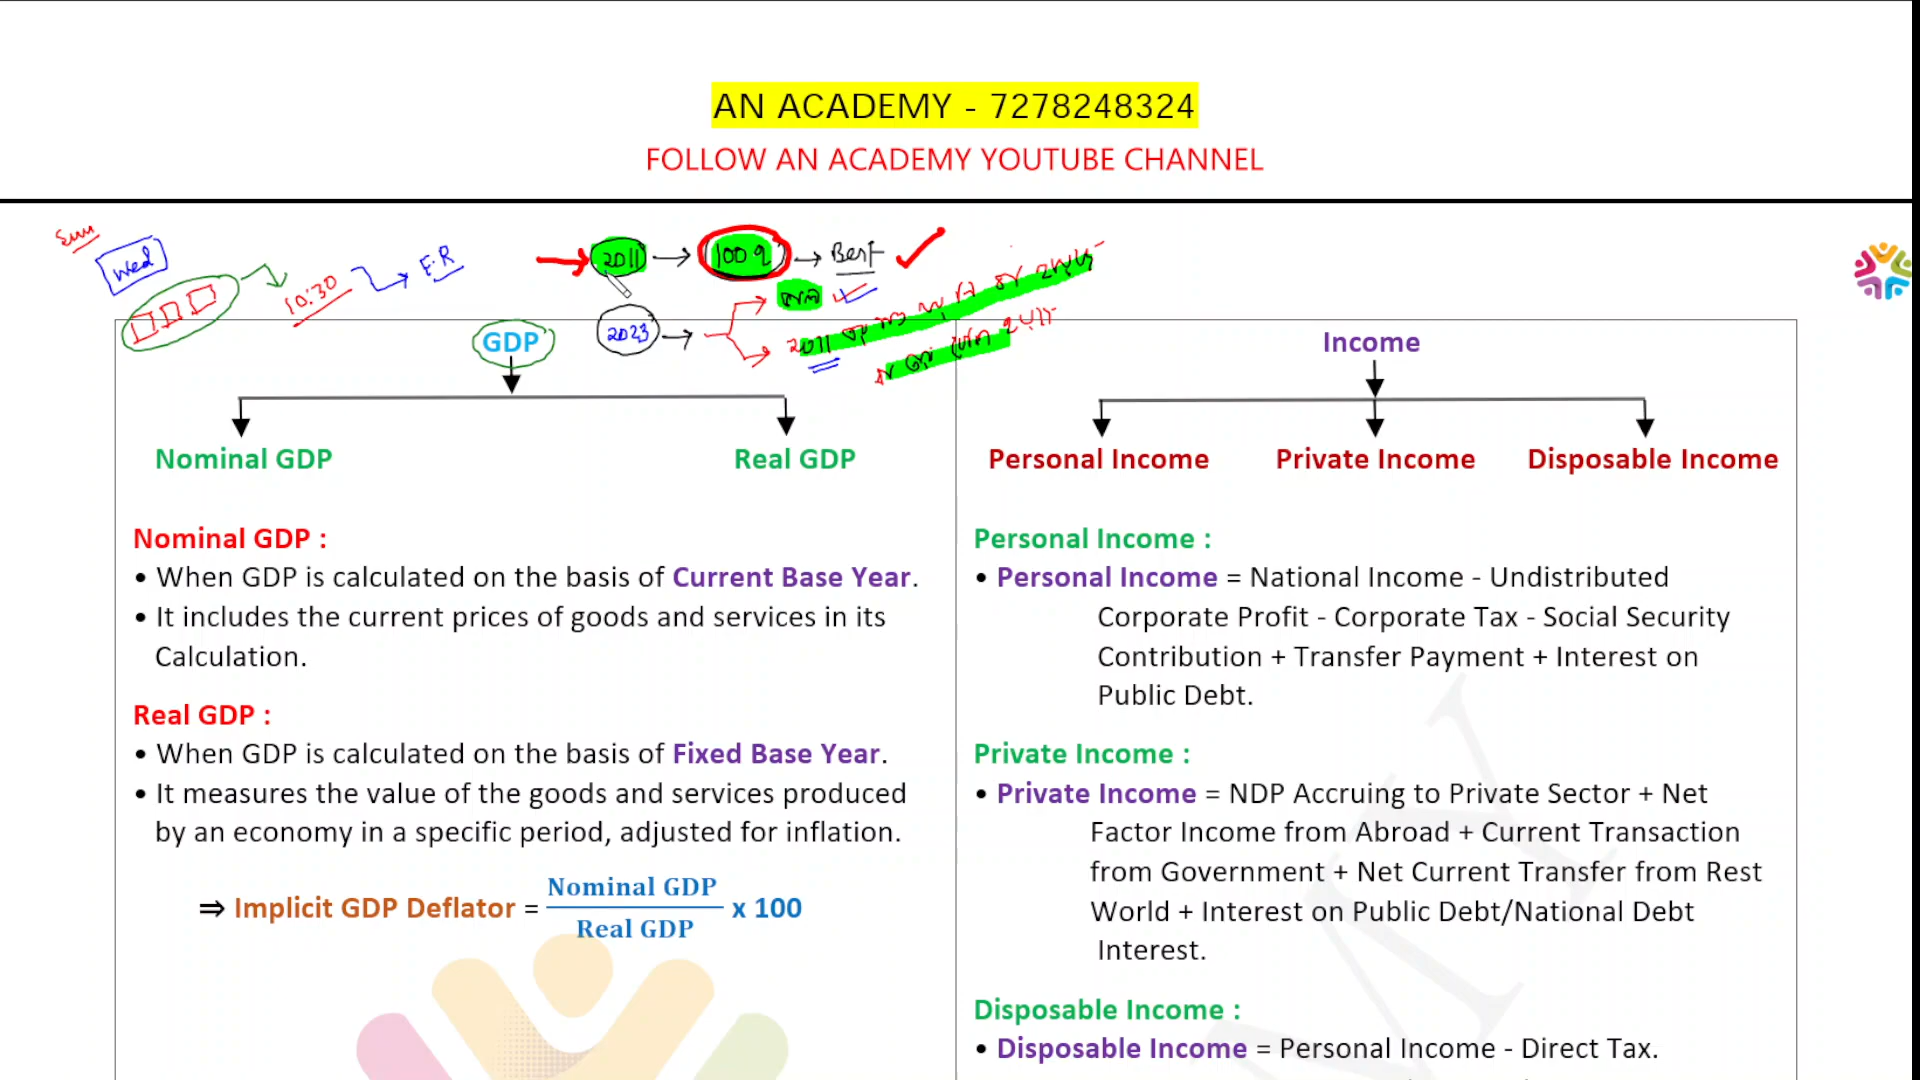 AN ACADEMY - 7278248324
FOLLOW AN ACADEMY YOUTUBE CHANNEL
Wed
10:30
E.R
2011
2023
2011
GDP
Nominal GDP
Real GDP
Nominal GDP :
• When GDP is calculated on the basis of Current Base Year.
• It includes the current prices of goods and services in its
Calculation.
Real GDP :
• When GDP is calculated on the basis of Fixed Base Year.
• It measures the value of the goods and services produced
by an economy in a specific period, adjusted for inflation.
⇒ Implicit GDP Deflator = Nominal GDP / Real GDP x 100
Income
Personal Income
Private Income
Disposable Income
Personal Income :
• Personal Income = National Income - Undistributed
Corporate Profit - Corporate Tax - Social Security
Contribution + Transfer Payment + Interest on
Public Debt.
Private Income :
• Private Income = NDP Accruing to Private Sector + Net
Factor Income from Abroad + Current Transaction
from Government + Net Current Transfer from Rest
World + Interest on Public Debt/National Debt
Interest.
Disposable Income :
• Disposable Income = Personal Income - Direct Tax.